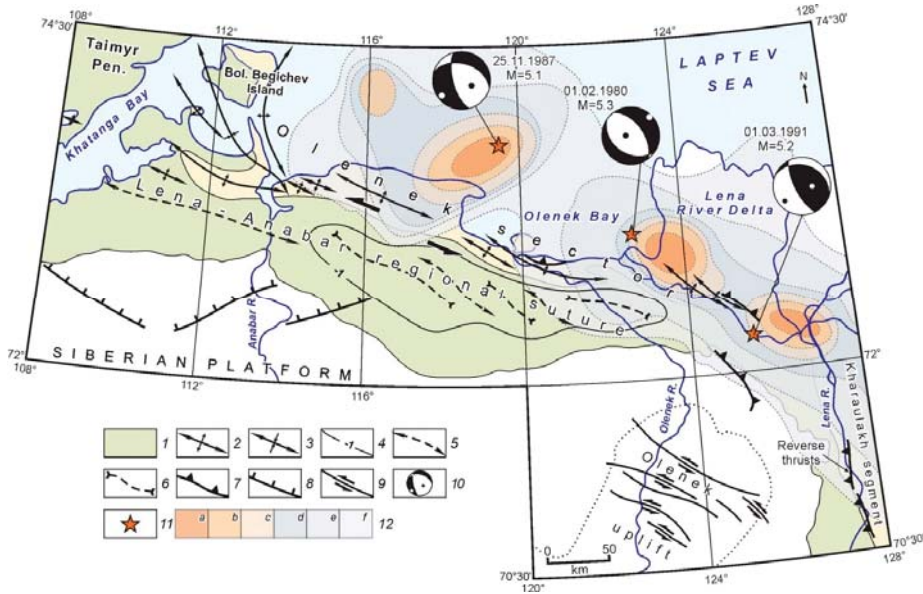 108°
112°
116°
120°
124°
128°
74°30'
74°30'
Taimyr
Pen.
Bol. Begichev
Island
Khatanga Bay
25.11.1987
M=5.1
01.02.1980
M=5.3
01.03.1991
M=5.2
LAPTEV
SEA
N
Olenek sector
Olenek Bay
Lena
River Delta
Lena-Anabar regional suture
-1
Anabar R.
SIBERIAN PLATFORM
72°
108°
112°
116°
72°
Olenek R.
Lena R.
Kharaulakh segment
Reverse
thrusts
Olenek
uplift
0 50
km
70°30'
120°
124°
70°30'
128°
1 2 3 -1 4 5
6 7 8 9 10
11 a b c d e f 12